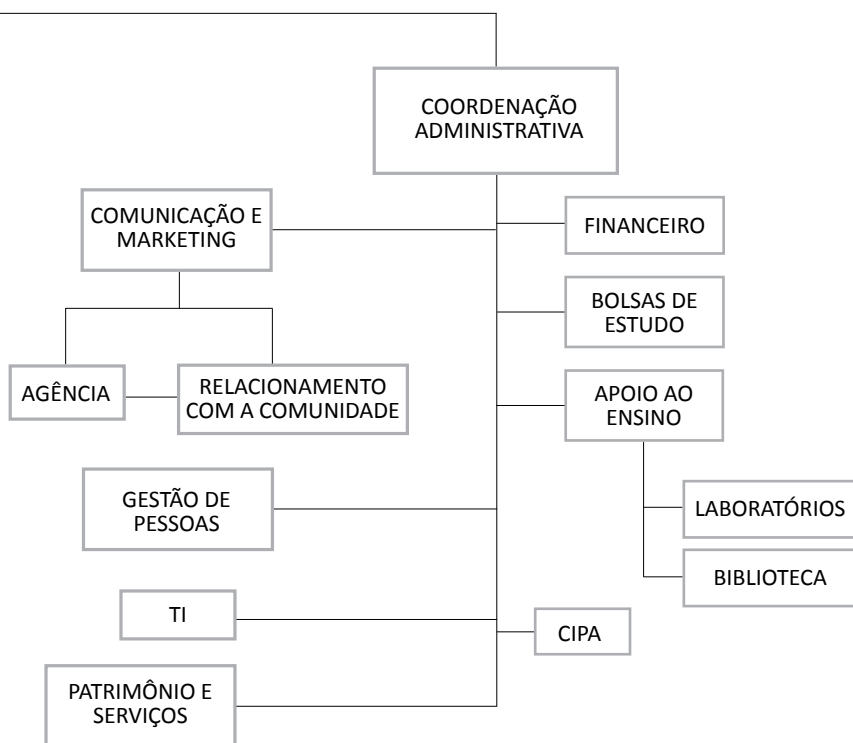 COORDENAÇÃO
ADMINISTRATIVA
COMUNICAÇÃO E
MARKETING
FINANCEIRO
BOLSAS DE
ESTUDO
AGÊNCIA
RELACIONAMENTO
COM A COMUNIDADE
APOIO AO
ENSINO
GESTÃO DE
PESSOAS
LABORATÓRIOS
BIBLIOTECA
TI
CIPA
PATRIMÔNIO E
SERVIÇOS